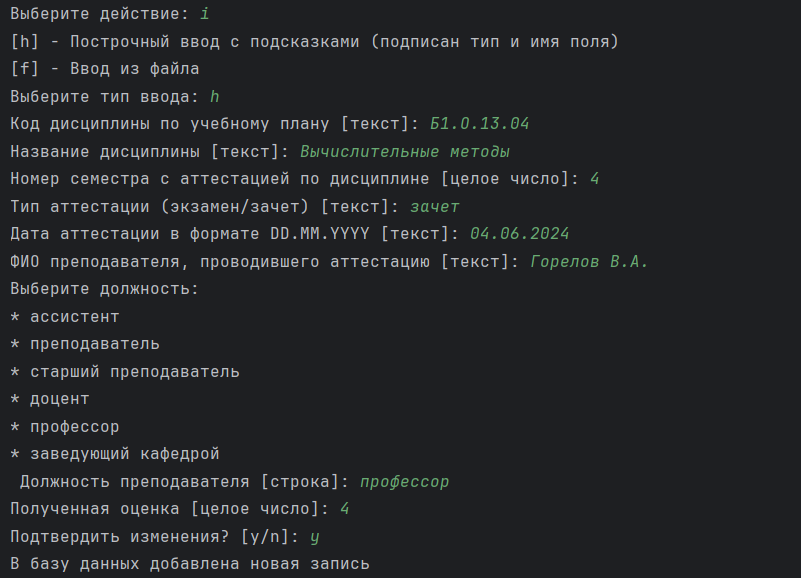 Выберите действие: i
[h] - Построчный ввод с подсказками (подписан тип и имя поля)
[f] - Ввод из файла
Выберите тип ввода: h
Код дисциплины по учебному плану [текст]: Б1.О.13.04
Название дисциплины [текст]: Вычислительные методы
Номер семестра с аттестацией по дисциплине [целое число]: 4
Тип аттестации (экзамен/зачет) [текст]: зачет
Дата аттестации в формате DD.MM.YYYY [текст]: 04.06.2024
ФИО преподавателя, проводившего аттестацию [текст]: Горелов В.А.
Выберите должность:
* ассистент
* преподаватель
* старший преподаватель
* доцент
* профессор
* заведующий кафедрой
Должность преподавателя [строка]: профессор
Полученная оценка [целое число]: 4
Подтвердить изменения? [y/n]: y
В базу данных добавлена новая запись